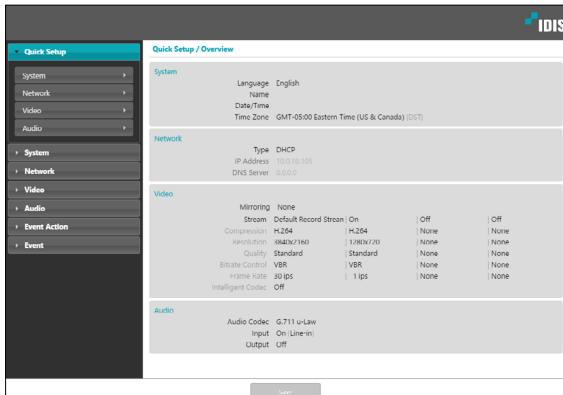 IDIS
Quick Setup
Quick Setup / Overview
System
Network
Video
Audio
System
Network
Video
Audio
Event Action
Event
System
Language English
Name
Date/Time
Time Zone GMT-05:00 Eastern Time (US & Canada) (DST)
Network
Type DHCP
IP Address 10.0.16.105
DNS Server 0.0.0.0
Video
Mirroring None
Stream Default Record Stream | On | Off | Off
Compression H.264 | H.264 | None | None
Resolution 3840x2160 | 1280x720 | None | None
Quality Standard | Standard | None | None
Bitrate Control VBR | VBR | None | None
Frame Rate 30 ips | 1 ips | None | None
Intelligent Codec Off
Audio
Audio Codec G.711 u-Law
Input On (Line-in)
Output Off
Save